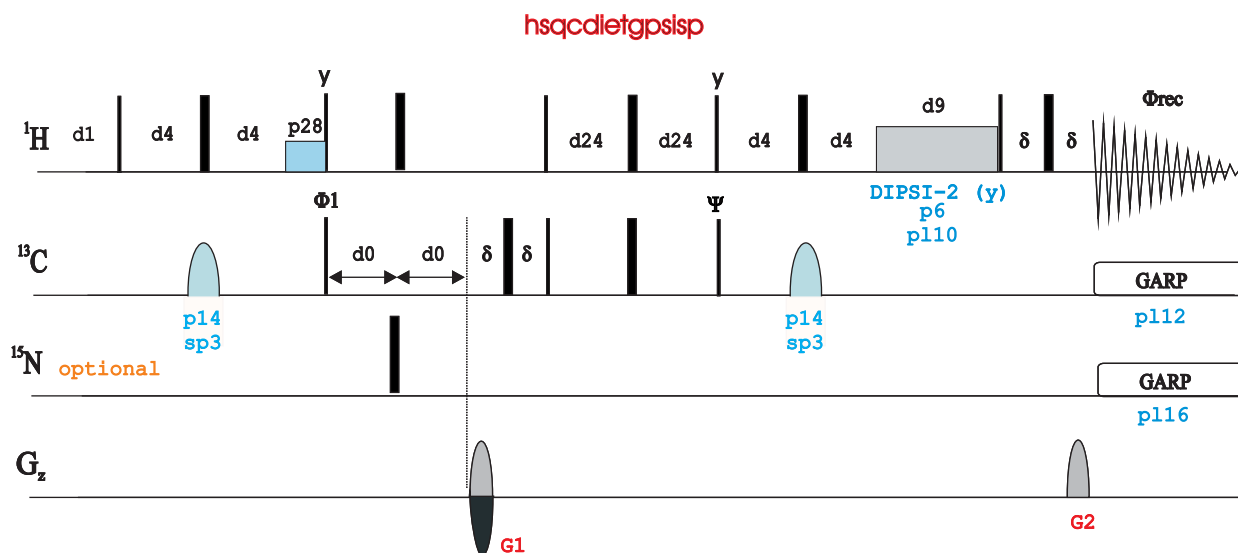 hsqcdietgpsisp
y y d9 Φrec
¹H d1 d4 d4 p28 d24 d24 d4 d4 δ δ
DIPSI-2 (y)
p6
pl10
Φ1 Ψ
¹³C d0 d0 δ δ GARP
p14 p14 pl12
sp3 sp3
¹⁵N optional GARP
pl16
Gz
G1 G2